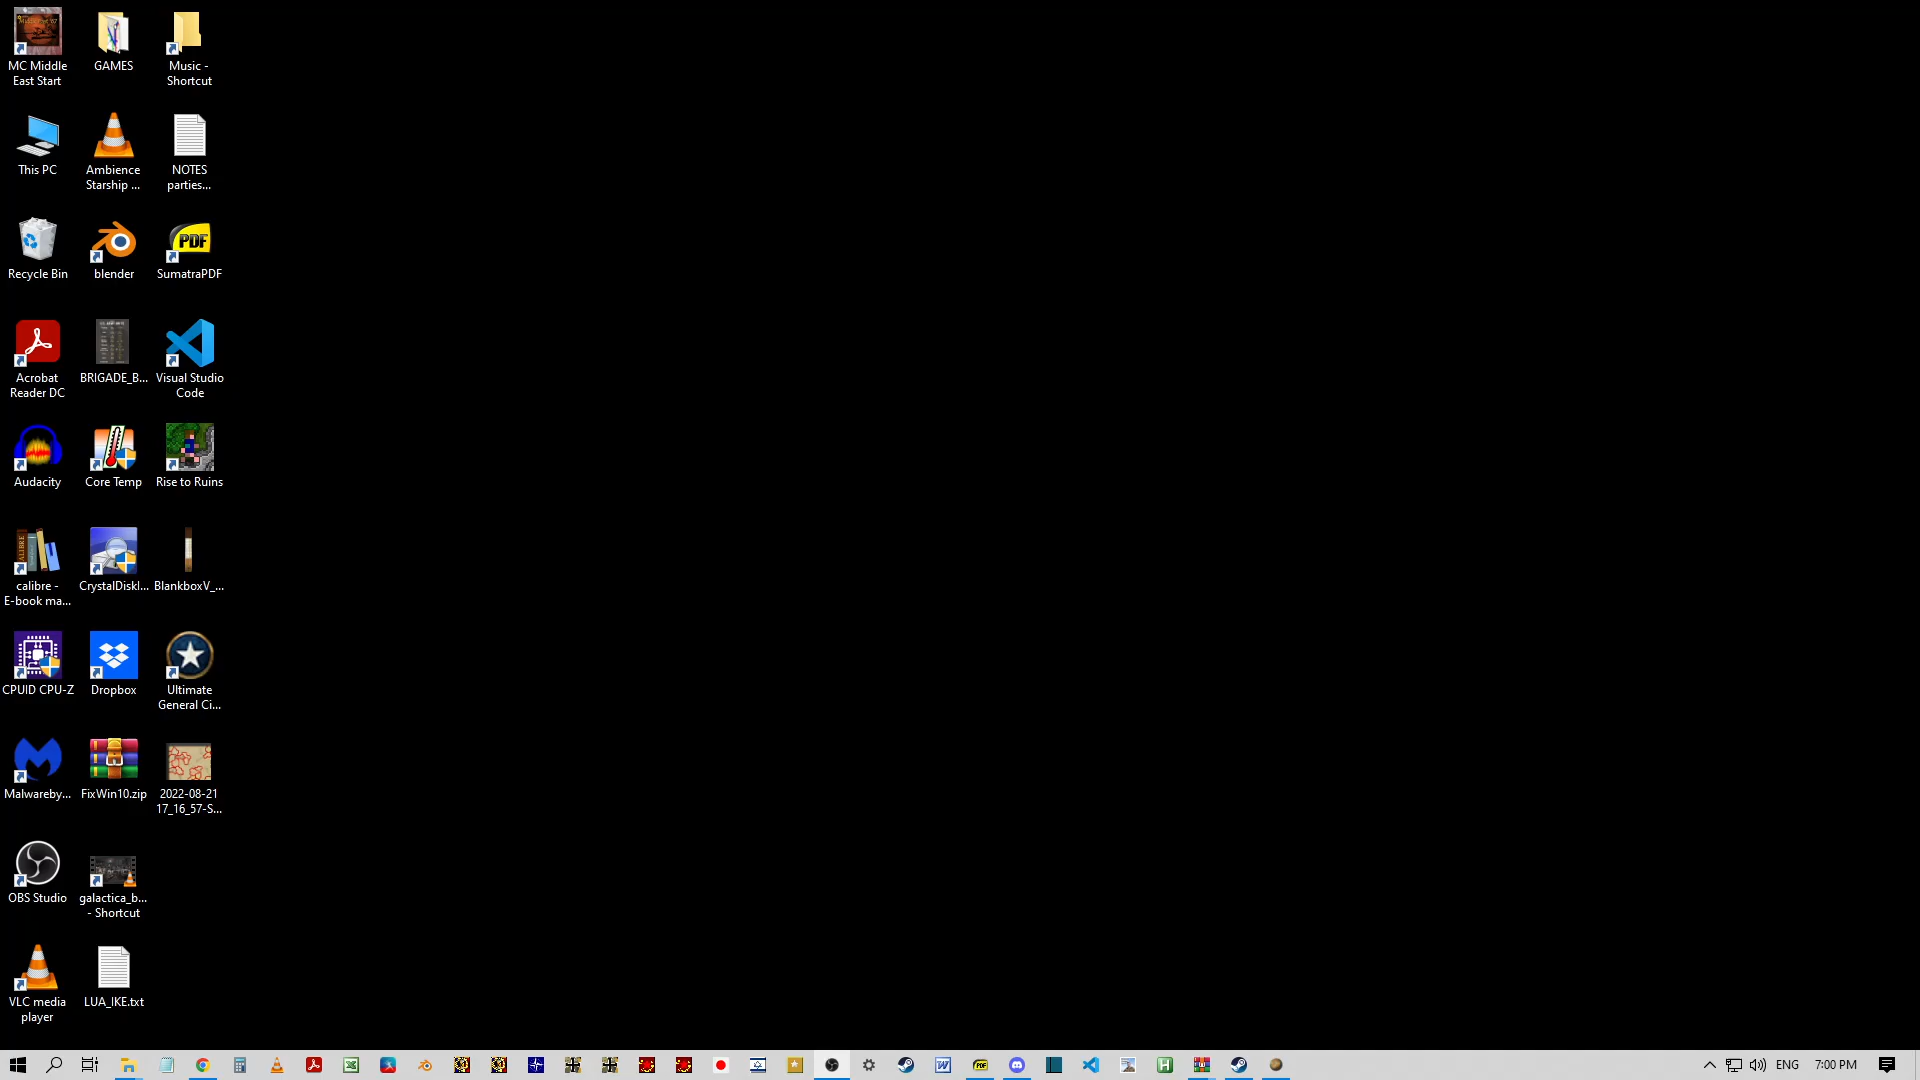 MC Middle
East Start
GAMES
Music -
Shortcut
This PC
Ambience
Starship ...
NOTES
parties...
Recycle Bin
blender
PDF
SumatraPDF
Acrobat
Reader DC
BRIGADE_B...
Visual Studio
Code
Audacity
Core Temp
Rise to Ruins
calibre -
E-book ma...
CrystalDiskI...
BlankboxV_...
CPUID CPU-Z
Dropbox
Ultimate
General Ci...
Malwareby...
FixWin10.zip
2022-08-21
17_16_57-S...
OBS Studio
galactica_b...
- Shortcut
VLC media
player
LUA_IKE.txt
ENG
7:00 PM